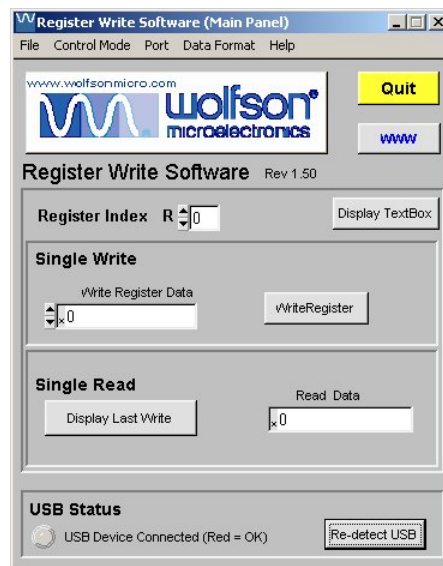 Register Write Software (Main Panel)
File Control Mode Port Data Format Help
www.wolfsonmicro.com
wolfson®
microelectronics
Quit
WWW
Register Write Software Rev 1.50
Register Index R 0
Display TextBox
Single Write
Write Register Data
x 0
WriteRegister
Single Read
Display Last Write
Read Data
x 0
USB Status
USB Device Connected (Red = OK)
Re-detect USB